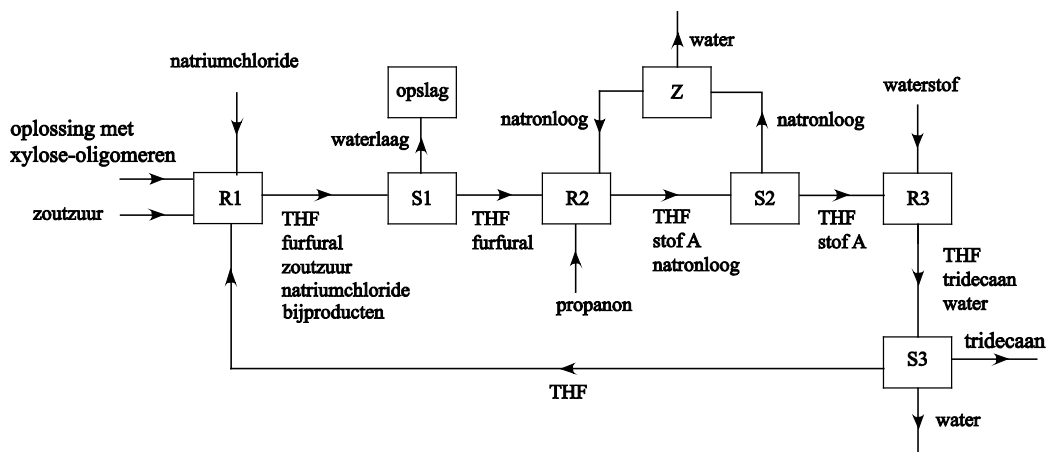 water
natriumchloride
opslag
Z
waterstof
natronloog
natronloog
oplossing met
xylose-oligomeren
waterlaag
R1
S1
R2
S2
R3
zoutzuur
THF
furfural
zoutzuur
natriumchloride
bijproducten
THF
furfural
THF
stof A
natronloog
THF
stof A
propanon
THF
tridecaan
water
S3
tridecaan
THF
water